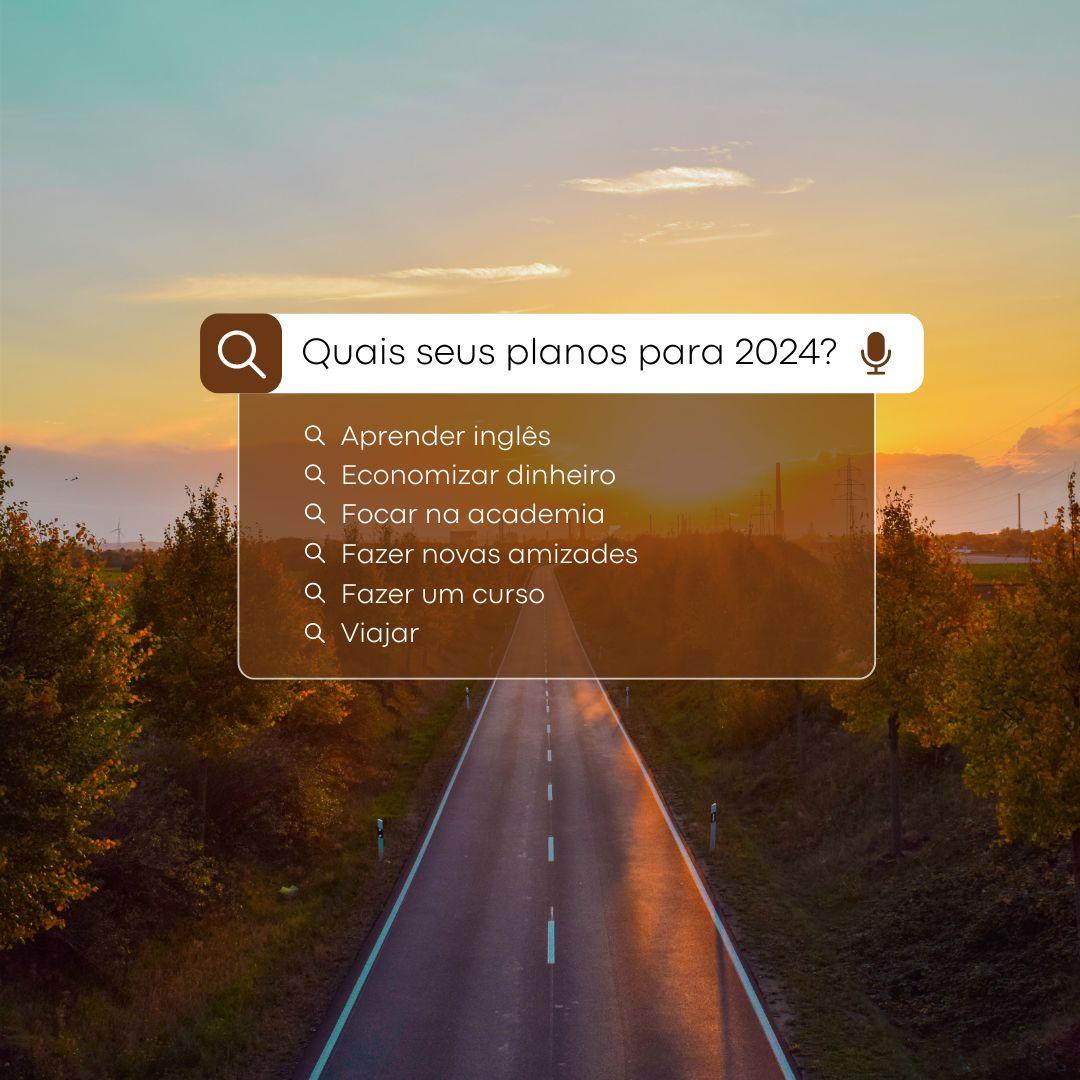 Quais seus planos para 2024?
Aprender inglês
Economizar dinheiro
Focar na academia
Fazer novas amizades
Fazer um curso
Viajar